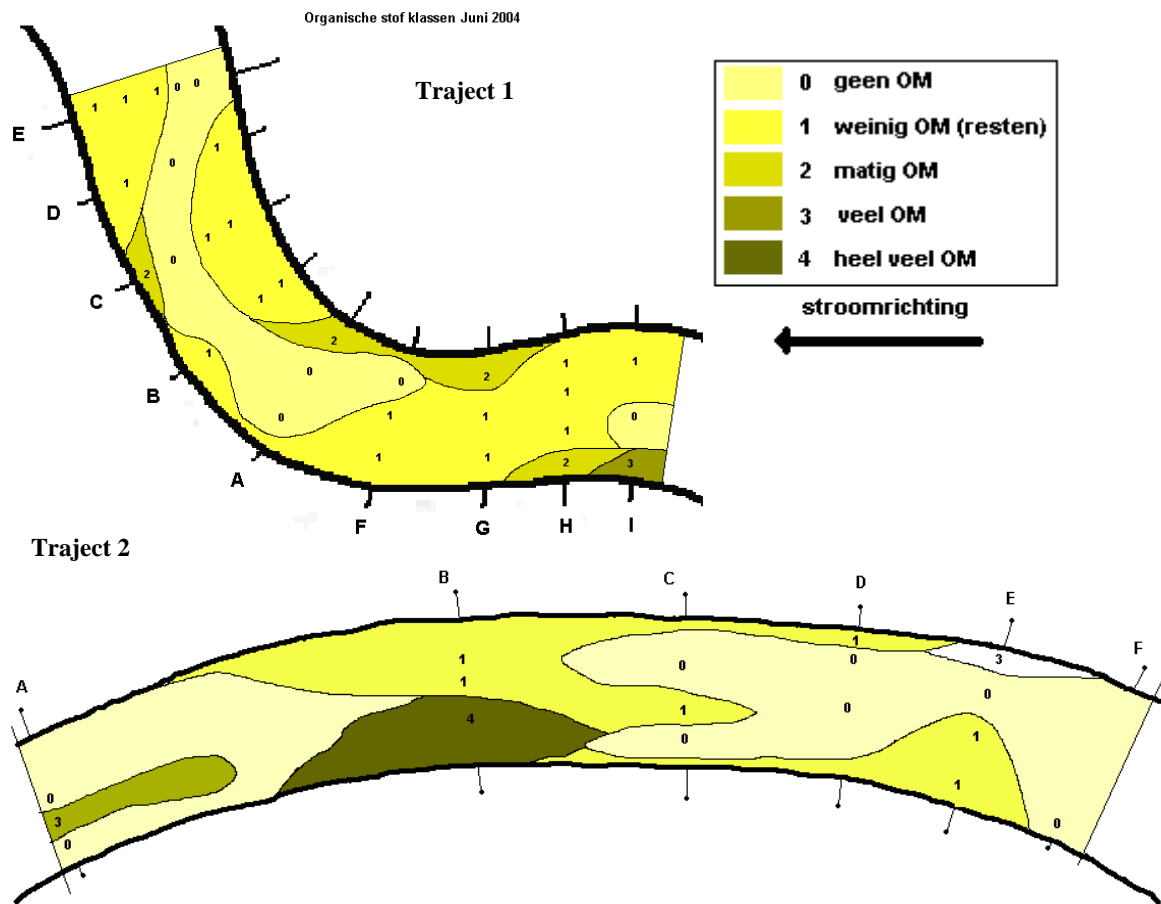 Organische stof klassen Juni 2004
Traject 1
0 geen OM
1 weinig OM (resten)
2 matig OM
3 veel OM
4 heel veel OM
stroomrichting
E
D
C
B
A
F
G
H
I
1 1 1 0 0
0 1
1
1 1
0
2
1 1
2
1
0
0
2
1 1
0
1
1
0
1
1
1
1
2
3
Traject 2
A
B
C
D
E
F
1
1
4
0
1
0
1
0
0
3
0
1
1
0
0
3
0